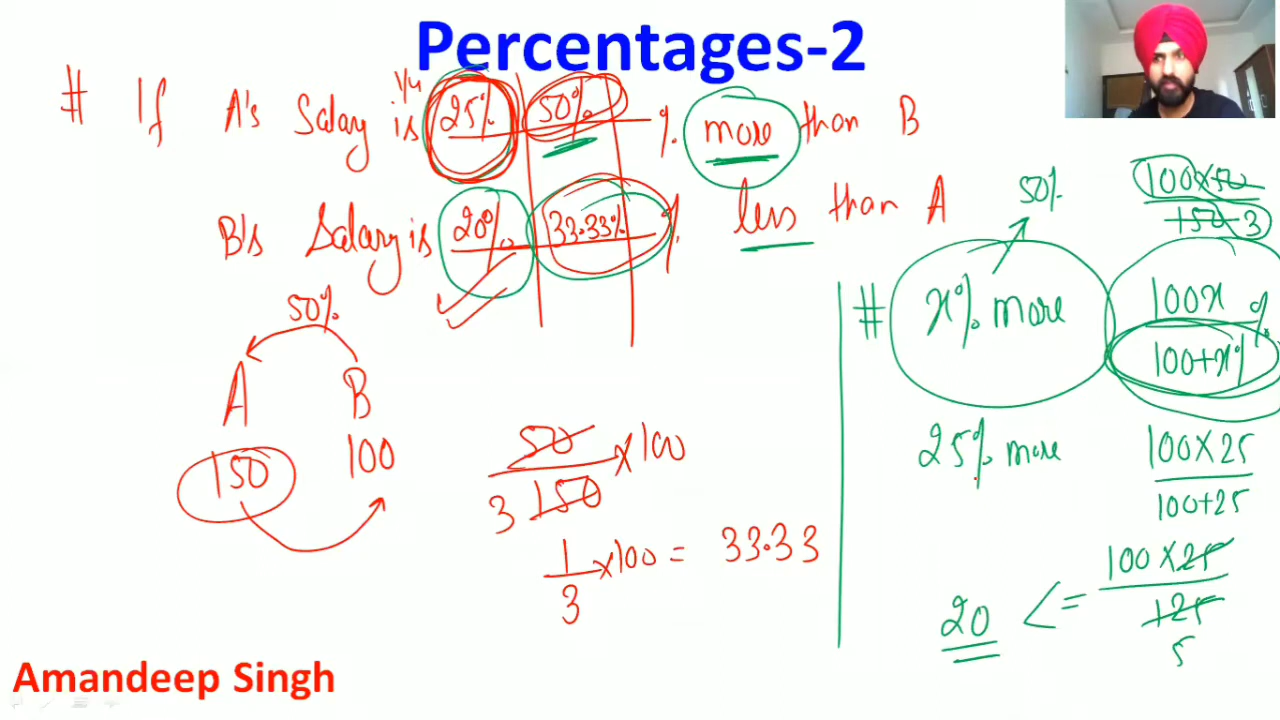 Percentages-2
# If A's Salary is 1/4 25% 50% % more than B
B's Salary is 20% 33.33% % less than A
50%
A B
150 100
50/150 3 × 100
1/3 × 100 = 33.33
50% 100×50
150 3
# x% more 100x %
100+x%
25% more 100×25
100+25
100×25
20 <= 125
5
Amandeep Singh